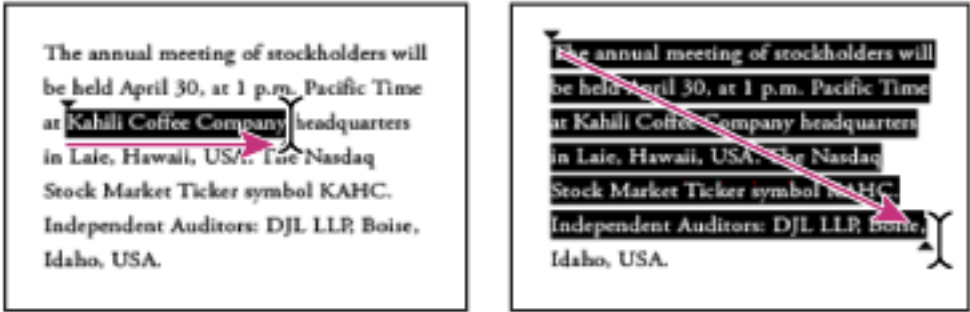 The annual meeting of stockholders will
be held April 30, at 1 p.m. Pacific Time
at Kahili Coffee Company headquarters
in Laie, Hawaii, USA. The Nasdaq
Stock Market Ticker symbol KAHC.
Independent Auditors: DJL LLP, Boise,
Idaho, USA.
The annual meeting of stockholders will
be held April 30, at 1 p.m. Pacific Time
at Kahili Coffee Company headquarters
in Laie, Hawaii, USA. The Nasdaq
Stock Market Ticker symbol KAHC.
Independent Auditors: DJL LLP, Boise,
Idaho, USA.